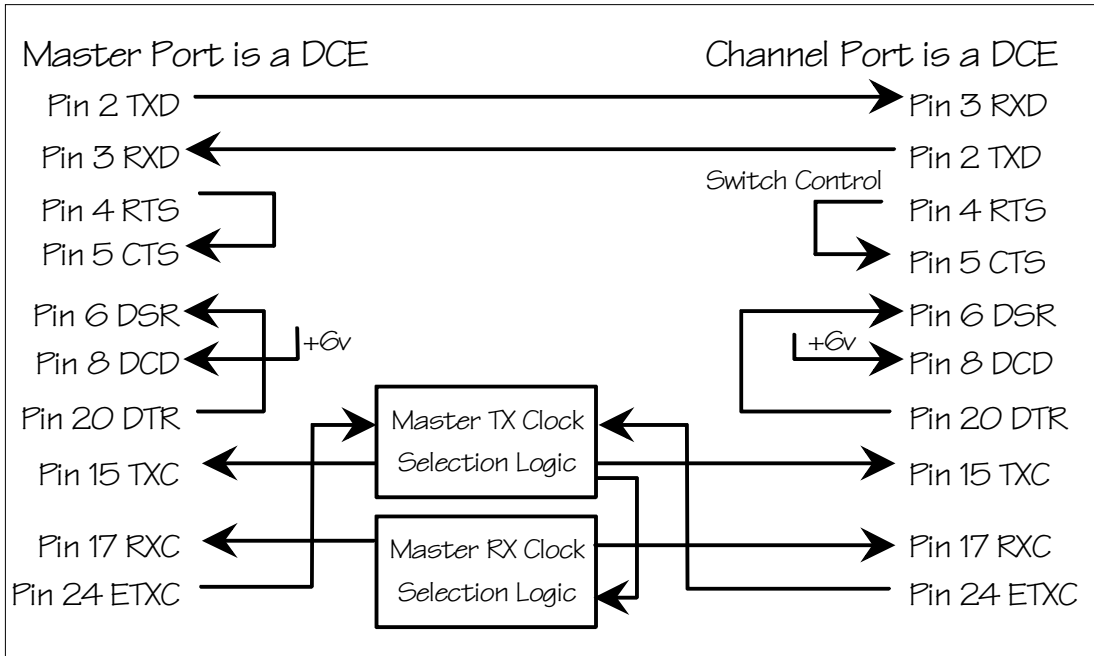 Master Port is a DCE
Channel Port is a DCE
Pin 2 TXD
Pin 3 RXD
Pin 3 RXD
Pin 2 TXD
Switch Control
Pin 4 RTS
Pin 4 RTS
Pin 5 CTS
Pin 5 CTS
Pin 6 DSR
Pin 6 DSR
+6v
+6v
Pin 8 DCD
Pin 8 DCD
Pin 20 DTR
Master TX Clock
Selection Logic
Pin 20 DTR
Pin 15 TXC
Pin 15 TXC
Pin 17 RXC
Master RX Clock
Selection Logic
Pin 17 RXC
Pin 24 ETXC
Pin 24 ETXC